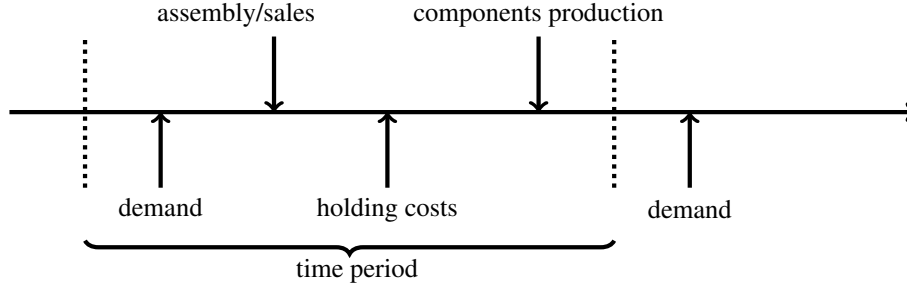 assembly/sales
components production
demand
holding costs
demand
time period